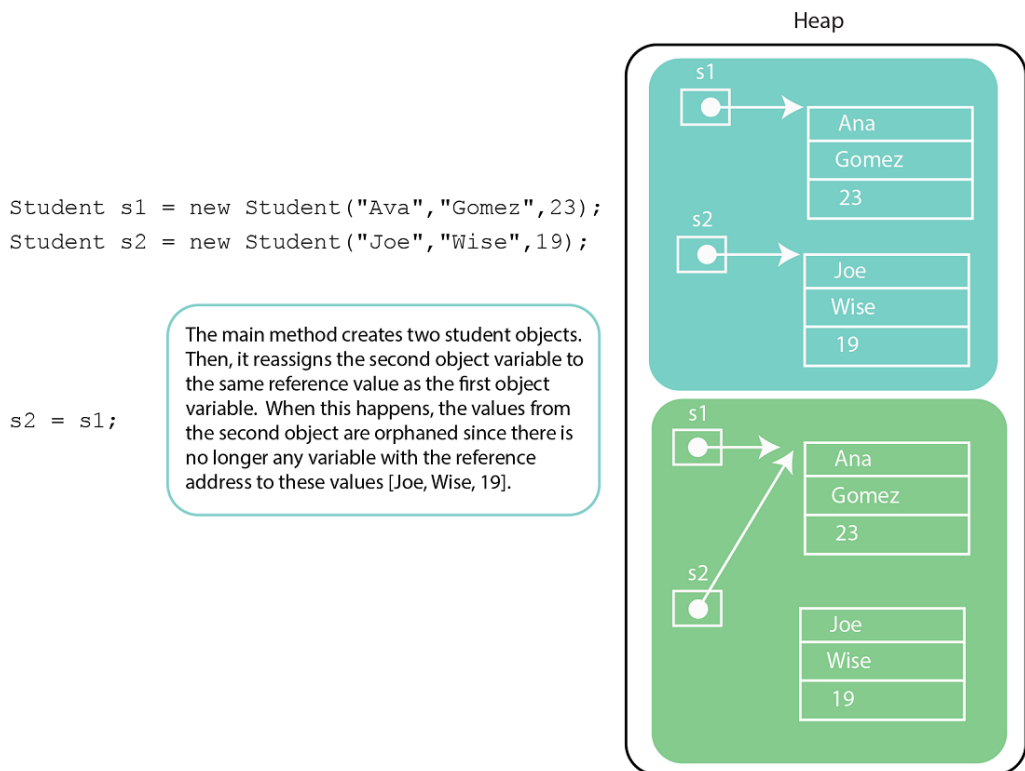 Heap
s1
Ana
Gomez
23
Student s1 = new Student("Ava","Gomez",23);
Student s2 = new Student("Joe","Wise",19);
s2
Joe
Wise
19
The main method creates two student objects.
Then, it reassigns the second object variable to
the same reference value as the first object
variable. When this happens, the values from
the second object are orphaned since there is
no longer any variable with the reference
address to these values [Joe, Wise, 19].
s2 = s1;
s1
Ana
Gomez
23
s2
Joe
Wise
19